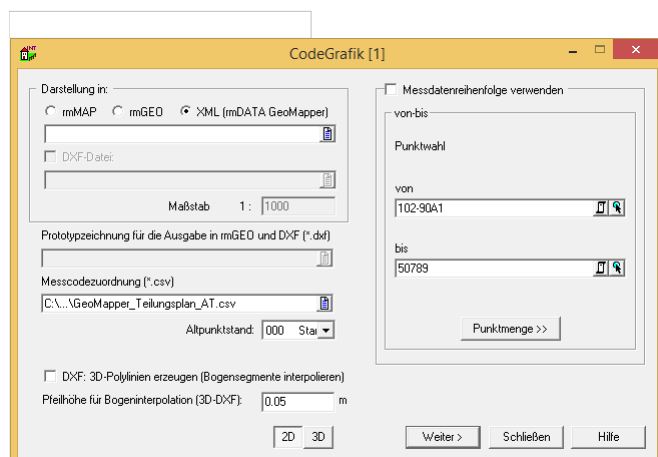 CodeGrafik [1]
Darstellung in:
rmMAP rmGEO XML (rmDATA GeoMapper)
DXF-Datei:
Maßstab 1 : 1000
Prototypzeichnung für die Ausgabe in rmGEO und DXF (*.dxf)
Messcodezuordnung (*.csv)
C:\...\GeoMapper_Teilungsplan_AT.csv
Altpunktstand: 000 Star
DXF: 3D-Polylinien erzeugen (Bogensegmente interpolieren)
Pfeilhöhe für Bogeninterpolation (3D-DXF): 0.05 m
2D 3D
Messdatenreihenfolge verwenden
von-bis
Punktwahl
von
102-90A1
bis
50789
Punktmenge >>
Weiter > Schließen Hilfe